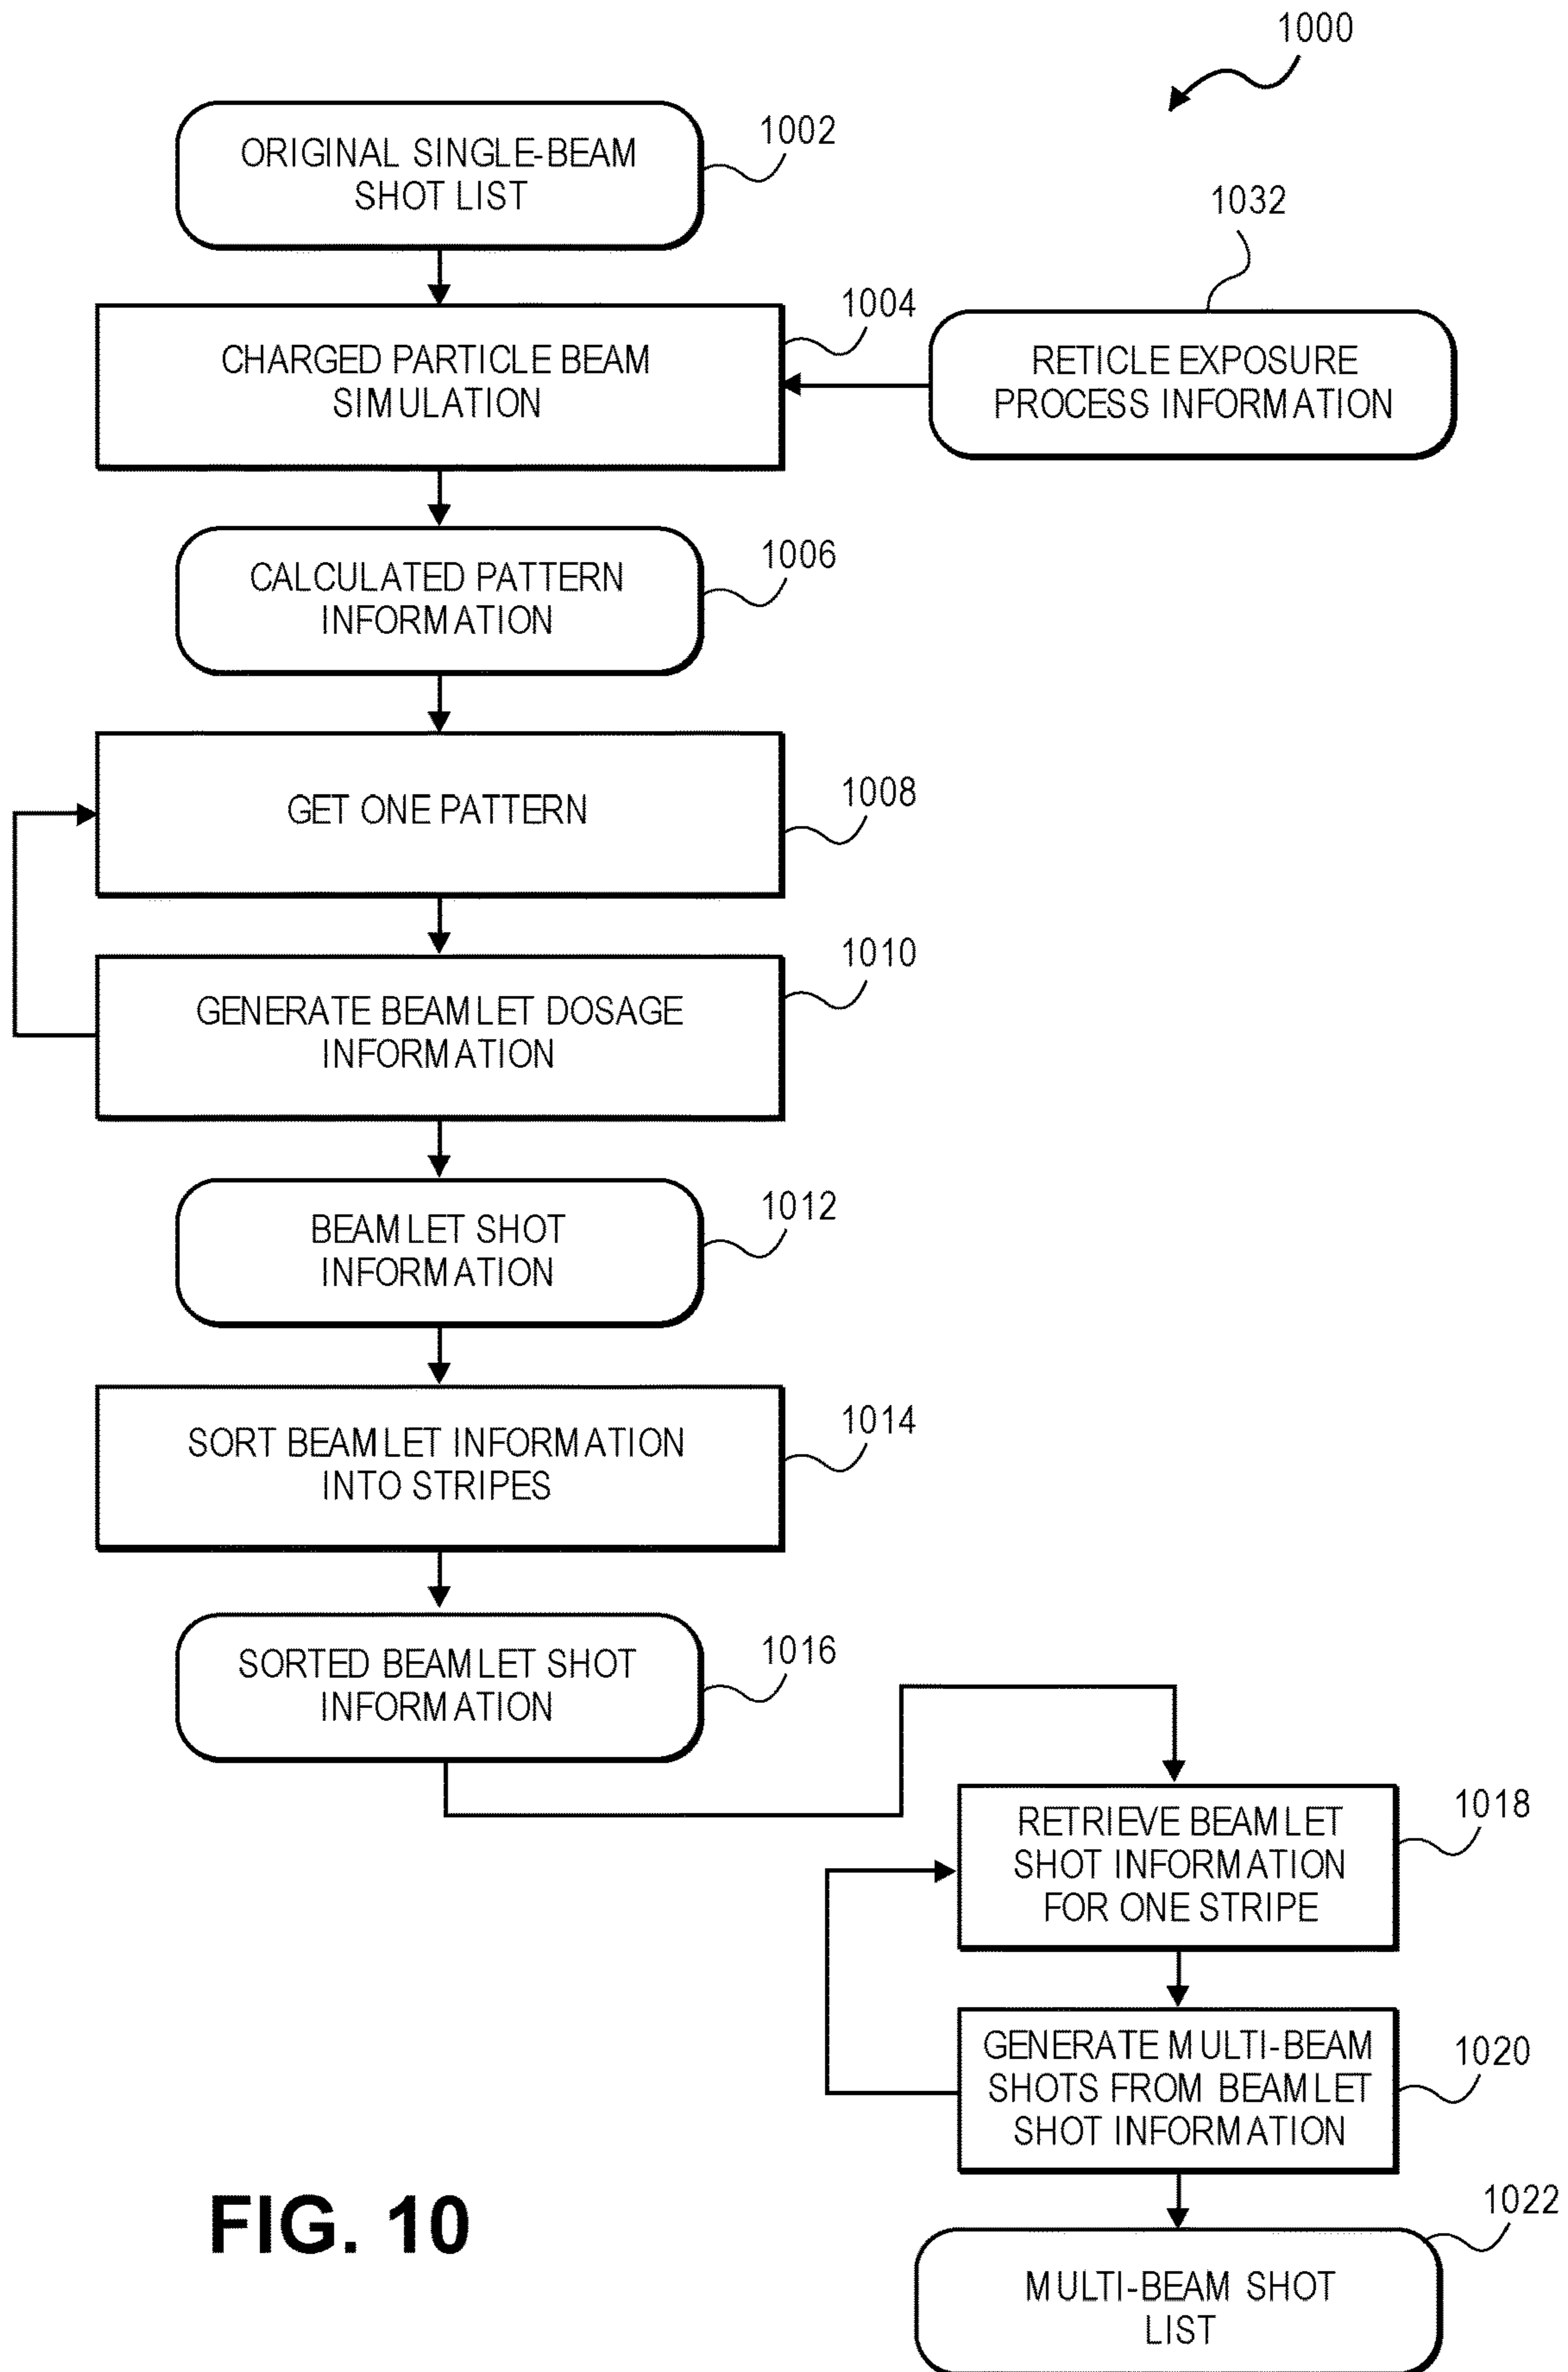 1000
ORIGINAL SINGLE-BEAM
SHOT LIST
1002
1032
CHARGED PARTICLE BEAM
SIMULATION
1004
RETICLE EXPOSURE
PROCESS INFORMATION
CALCULATED PATTERN
INFORMATION
1006
GET ONE PATTERN
1008
GENERATE BEAMLET DOSAGE
INFORMATION
1010
BEAMLET SHOT
INFORMATION
1012
SORT BEAMLET INFORMATION
INTO STRIPES
1014
SORTED BEAMLET SHOT
INFORMATION
1016
RETRIEVE BEAMLET
SHOT INFORMATION
FOR ONE STRIPE
1018
GENERATE MULTI-BEAM
SHOTS FROM BEAMLET
SHOT INFORMATION
1020
MULTI-BEAM SHOT
LIST
1022
FIG. 10